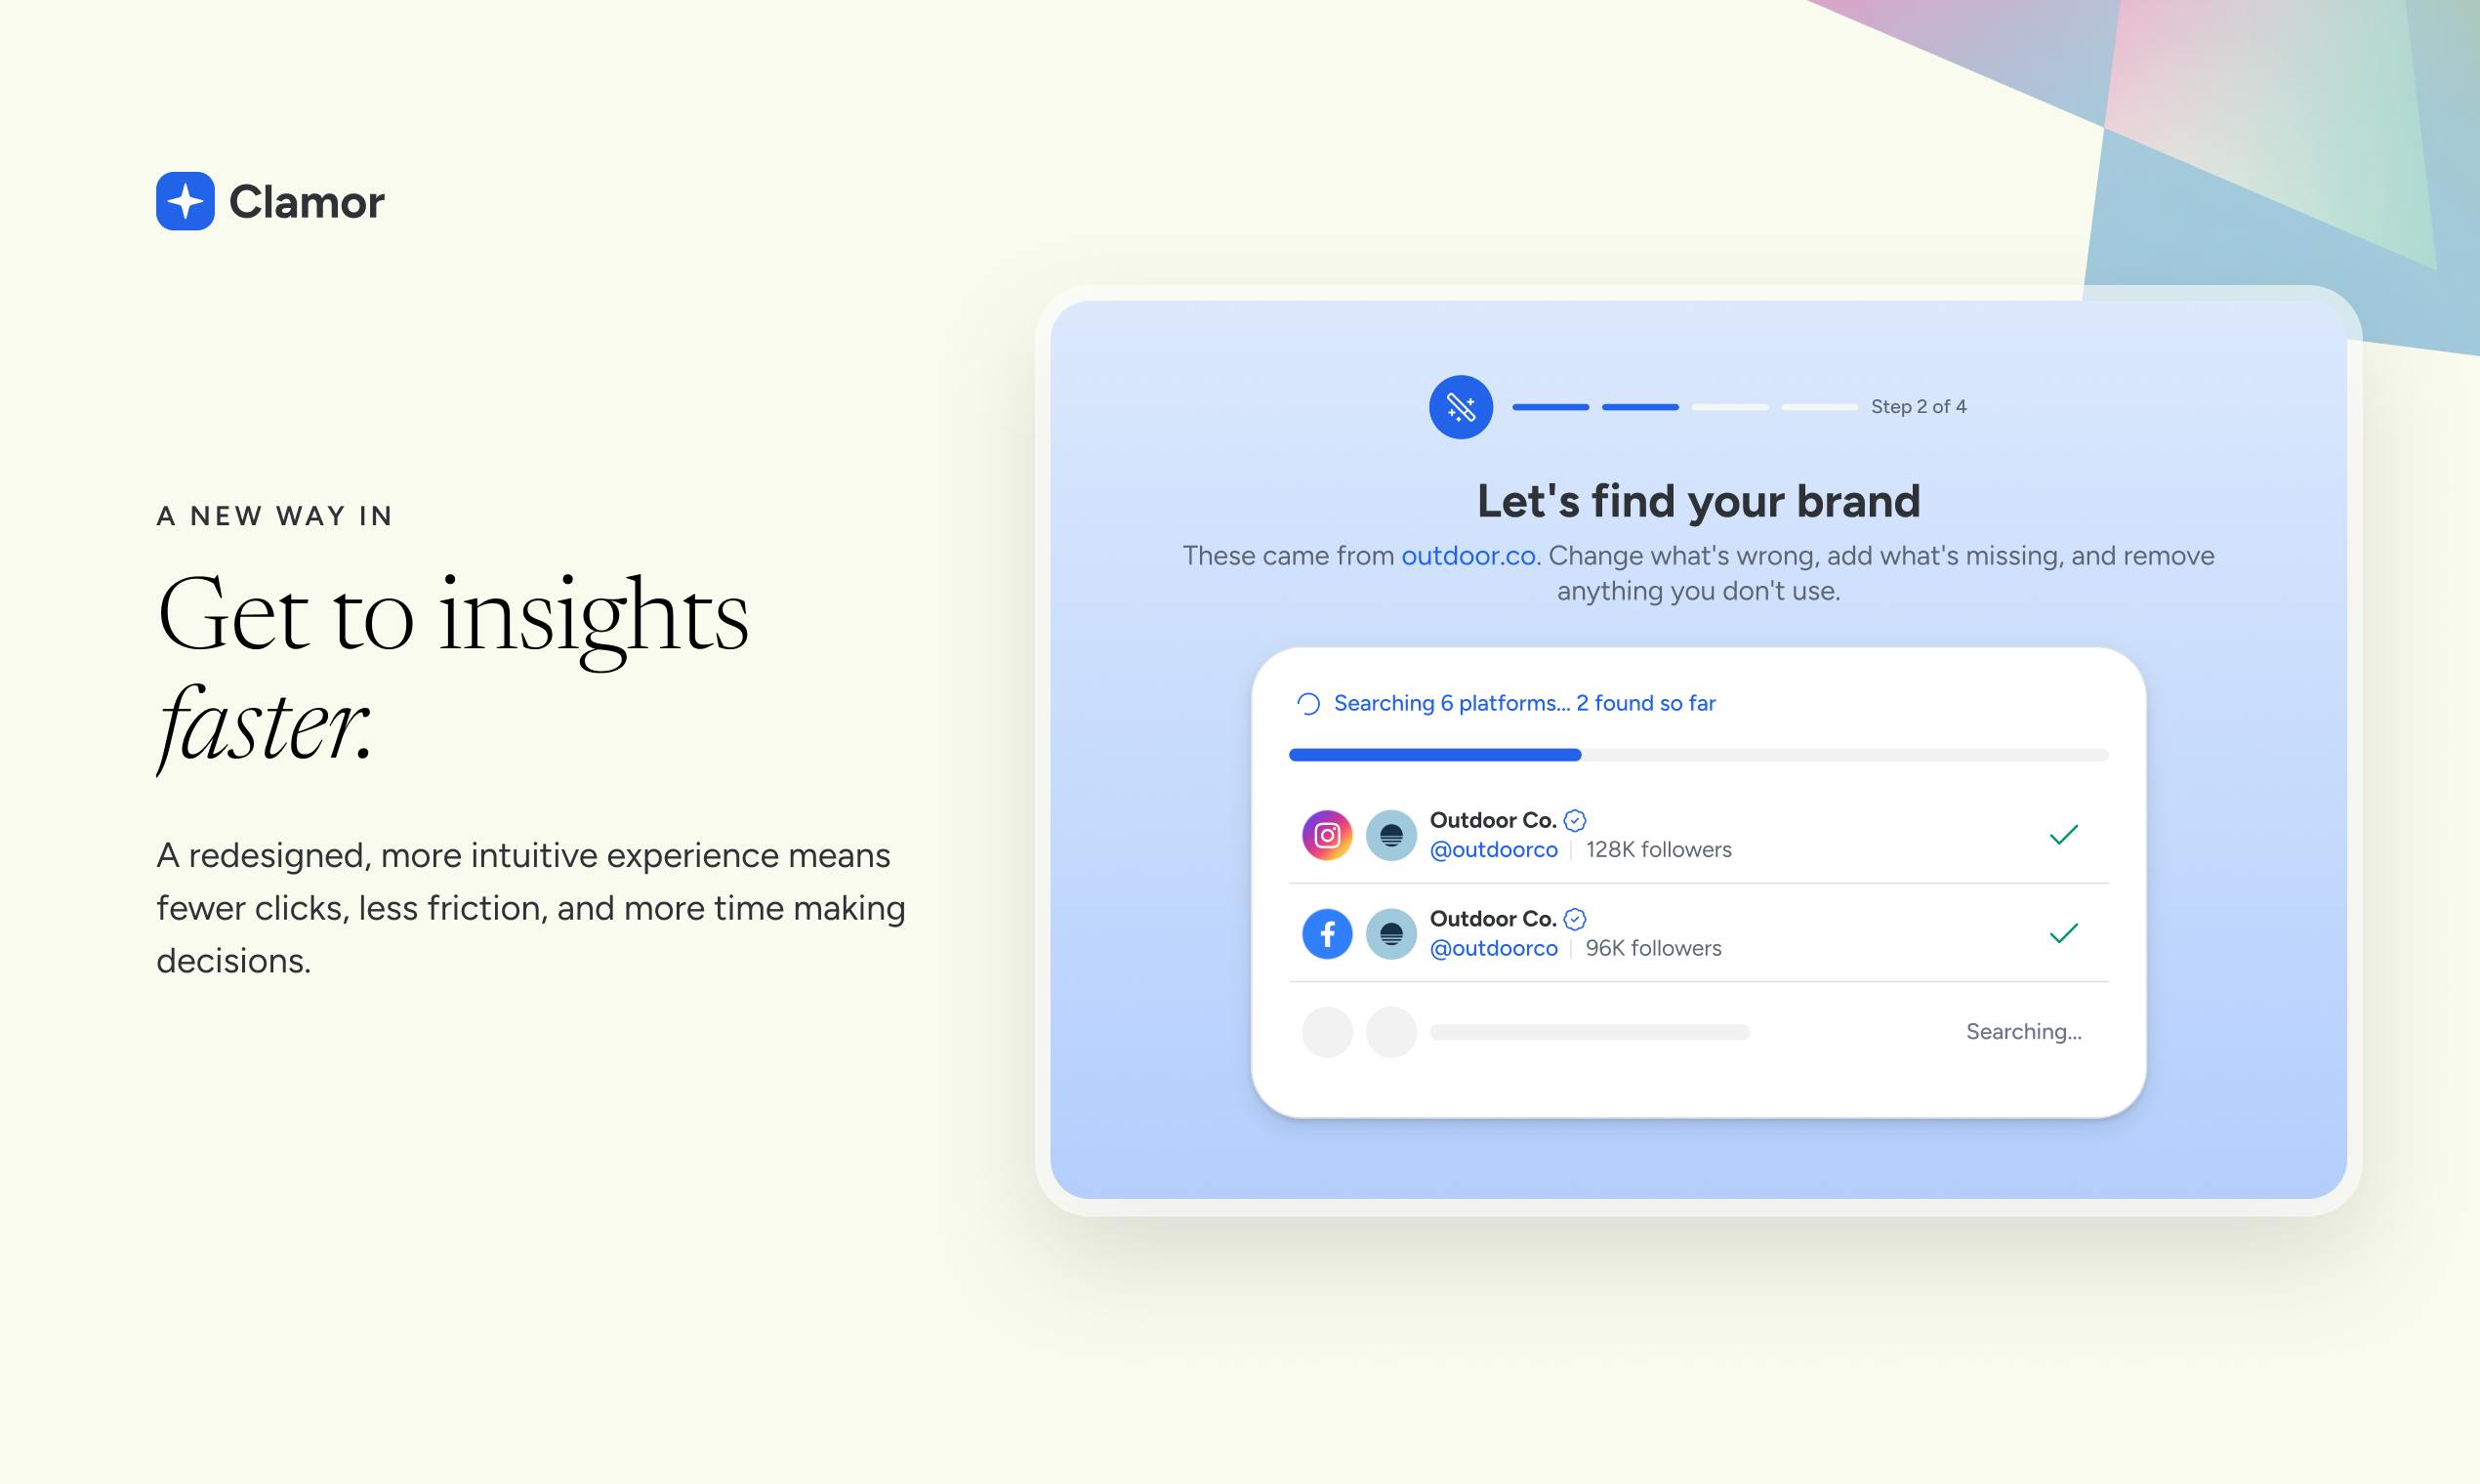 Clamor
A NEW WAY IN
Get to insights
faster.
A redesigned, more intuitive experience means
fewer clicks, less friction, and more time making
decisions.
Step 2 of 4
Let's find your brand
These came from outdoor.co. Change what's wrong, add what's missing, and remove
anything you don't use.
Searching 6 platforms... 2 found so far
Outdoor Co.
@outdoorco 128K followers
Outdoor Co.
@outdoorco 96K followers
Searching...